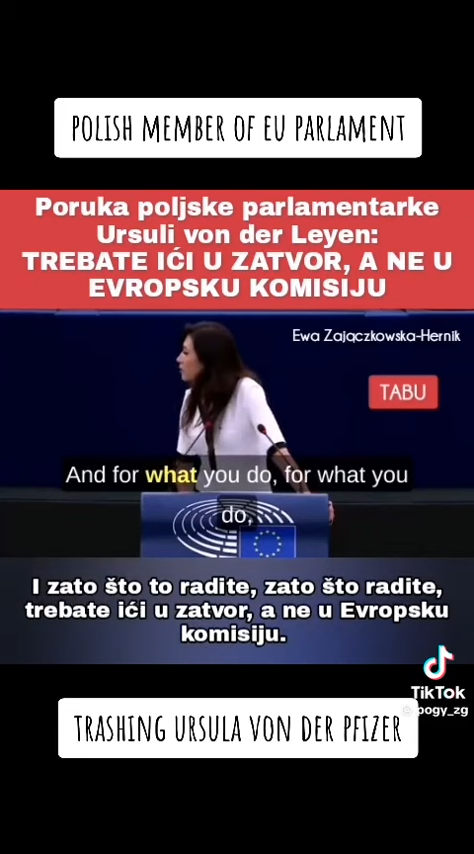 POLISH MEMBER OF EU PARLAMENT
Poruka poljske parlamentarke
Ursuli von der Leyen:
TREBATE IĆI U ZATVOR, A NE U
EVROPSKU KOMISIJU
Ewa Zajączkowska-Hernik
TABU
And for what you do, for what you
do,
I zato što to radite, zato što radite,
trebate ići u zatvor, a ne u Evropsku
komisiju.
TikTok
TRASHING URSULA VON DER PFIZER